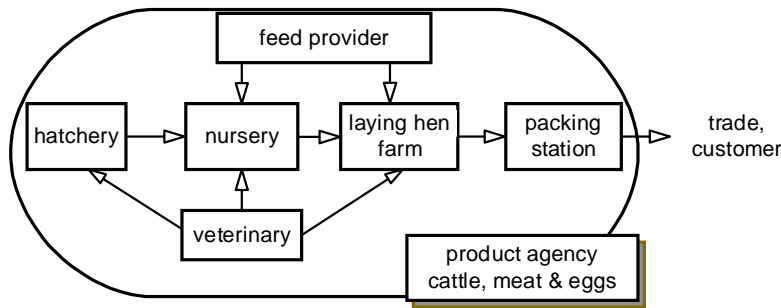 feed provider
hatchery
nursery
laying hen
farm
packing
station
trade,
customer
veterinary
product agency
cattle, meat & eggs